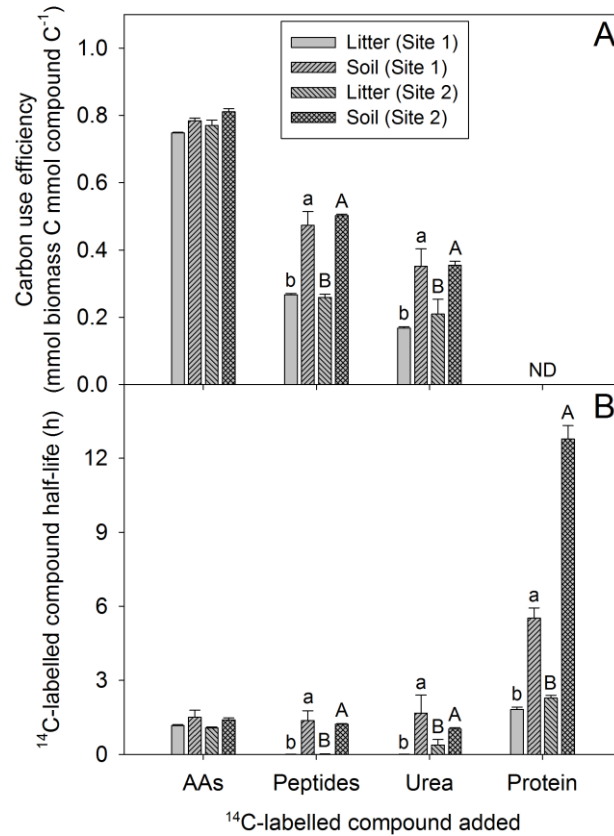 A
Litter (Site 1)
Soil (Site 1)
Litter (Site 2)
Soil (Site 2)
Carbon use efficiency
(mmol biomass C mmol compound C⁻¹)
1.0
0.8
0.6
0.4
0.2
0.0
b
a
B
A
b
a
B
A
ND
B
¹⁴C-labelled compound half-life (h)
12
9
6
3
0
b
a
B
A
b
a
B
A
b
a
B
A
AAs
Peptides
Urea
Protein
¹⁴C-labelled compound added